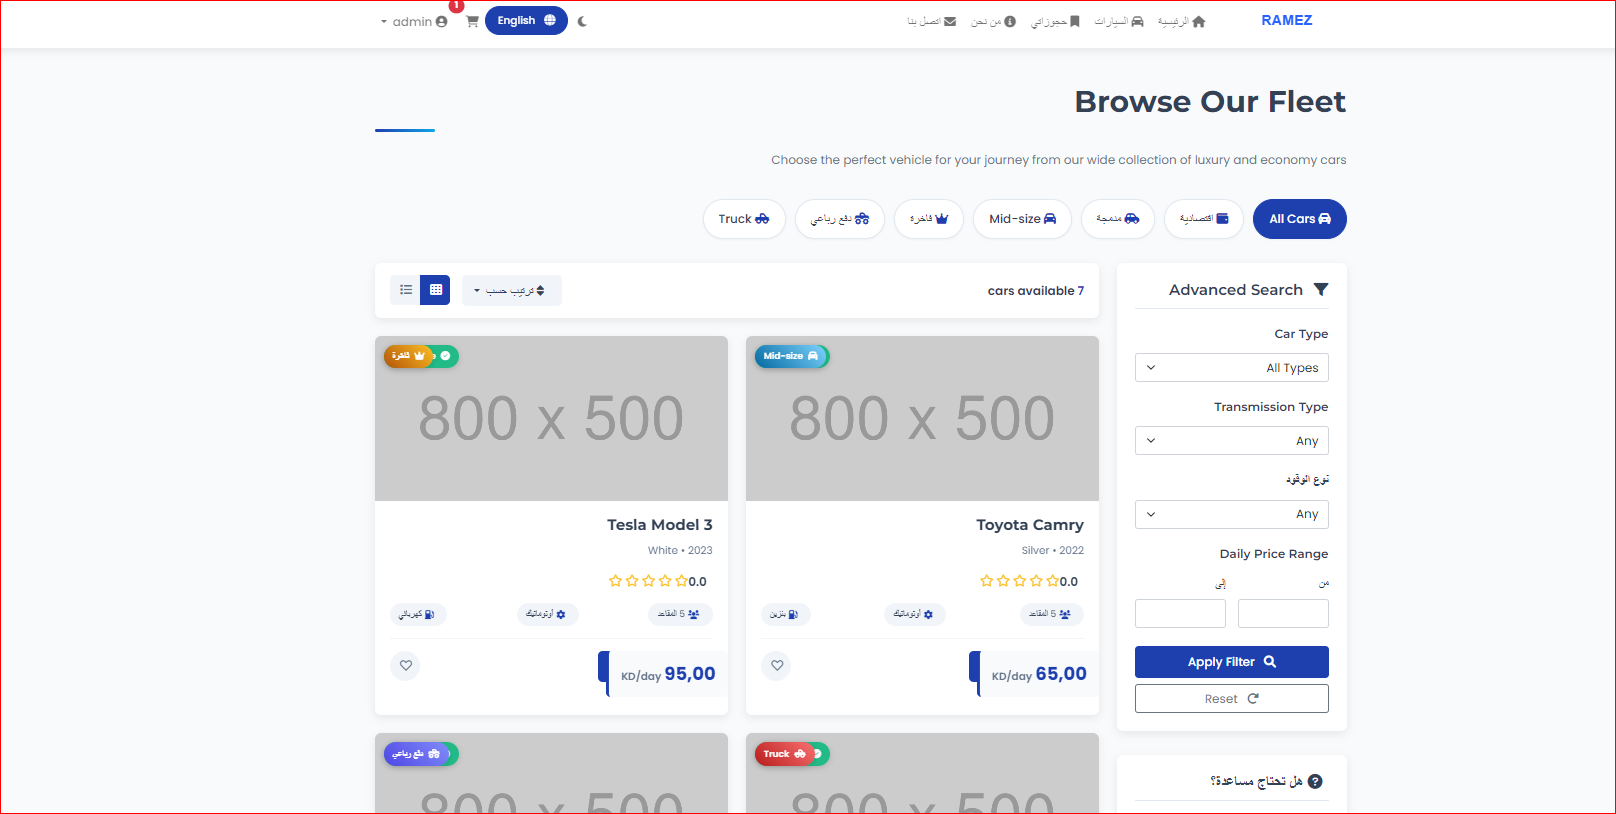 RAMEZ
الرئيسية
السيارات
حجوزاتي
من نحن
اتصل بنا
English
1
admin
Browse Our Fleet
Choose the perfect vehicle for your journey from our wide collection of luxury and economy cars
All Cars
اقتصادية
مدمجة
Mid-size
فاخرة
دفع رباعي
Truck
Advanced Search
Car Type
All Types
Transmission Type
Any
نوع الوقود
Any
Daily Price Range
من
إلى
Apply Filter
Reset
هل تحتاج مساعدة؟
cars available 7
ترتيب حسب
Mid-size
800 x 500
Toyota Camry
Silver • 2022
0.0
5 المقاعد
أوتوماتيك
بنزين
KD/day 65,00
فاخرة
800 x 500
Tesla Model 3
White • 2023
0.0
5 المقاعد
أوتوماتيك
كهربائي
KD/day 95,00
Truck
800 x 500
دفع رباعي
800 x 500